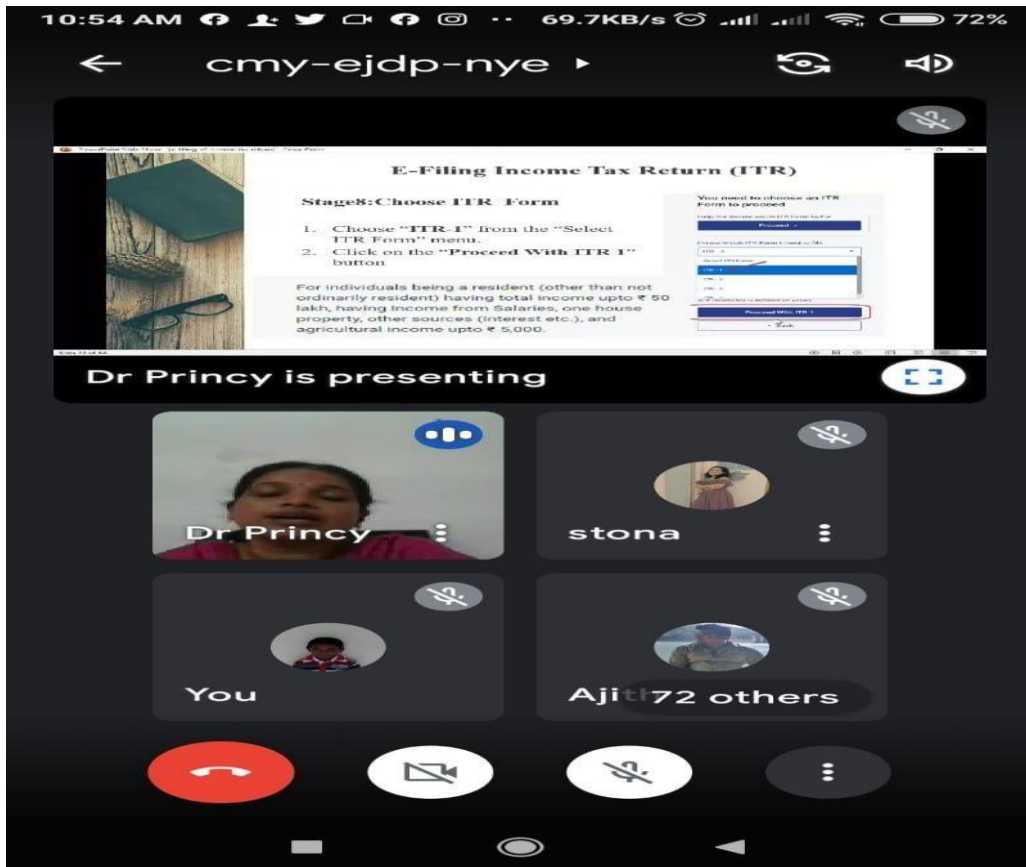 10:54 AM 69.7KB/s 72%
cmy-ejdp-nye
E-Filing Income Tax Return (ITR)
Stage8:Choose ITR Form
1. Choose "ITR-1" from the "Select
ITR Form" menu.
2. Click on the "Proceed With ITR 1"
button
For individuals being a resident (other than not
ordinarily resident) having total income upto ₹ 50
lakh, having Income from Salaries, one house
property, other sources (Interest etc.), and
agricultural income upto ₹ 5,000.
You need to choose an ITR
Form to proceed
Proceed
Proceed With ITR 1
Dr Princy is presenting
Dr Princy
stona
You
72 others